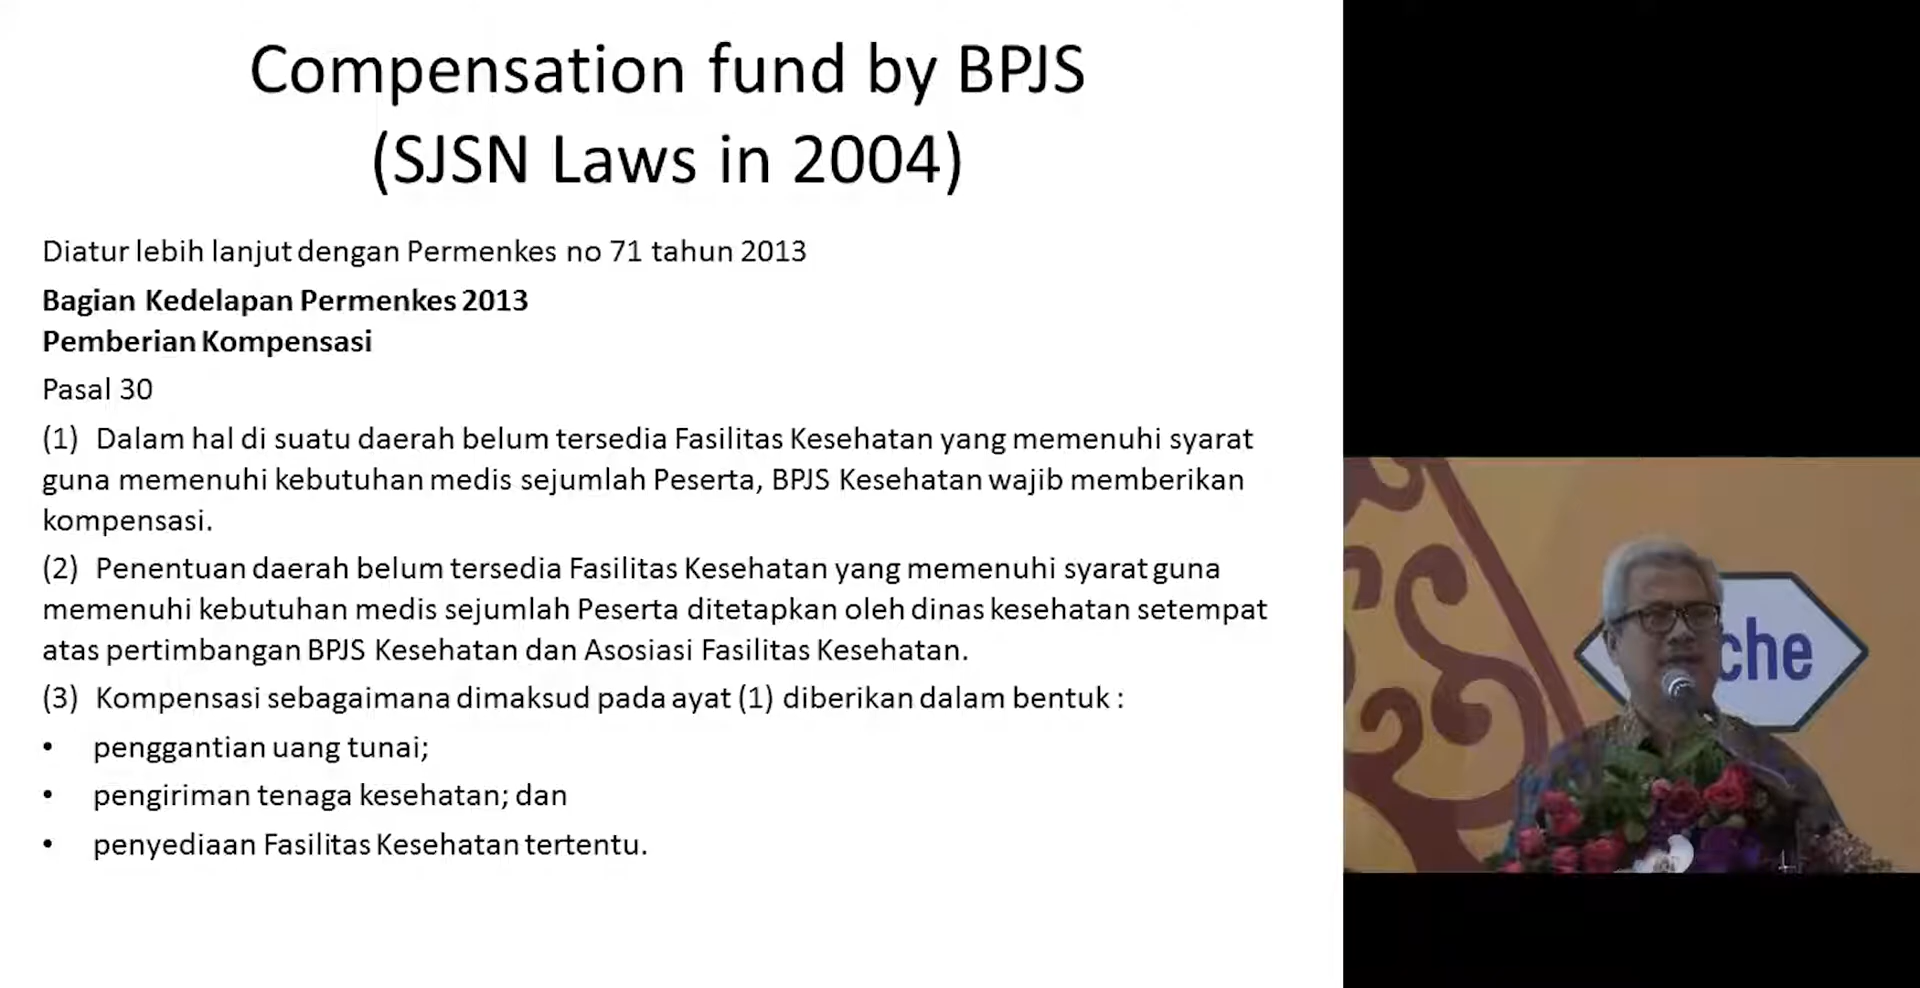 Compensation fund by BPJS
(SJSN Laws in 2004)
Diatur lebih lanjut dengan Permenkes no 71 tahun 2013
Bagian Kedelapan Permenkes 2013
Pemberian Kompensasi
Pasal 30
(1) Dalam hal di suatu daerah belum tersedia Fasilitas Kesehatan yang memenuhi syarat
guna memenuhi kebutuhan medis sejumlah Peserta, BPJS Kesehatan wajib memberikan
kompensasi.
(2) Penentuan daerah belum tersedia Fasilitas Kesehatan yang memenuhi syarat guna
memenuhi kebutuhan medis sejumlah Peserta ditetapkan oleh dinas kesehatan setempat
atas pertimbangan BPJS Kesehatan dan Asosiasi Fasilitas Kesehatan.
(3) Kompensasi sebagaimana dimaksud pada ayat (1) diberikan dalam bentuk :
• penggantian uang tunai;
• pengiriman tenaga kesehatan; dan
• penyediaan Fasilitas Kesehatan tertentu.